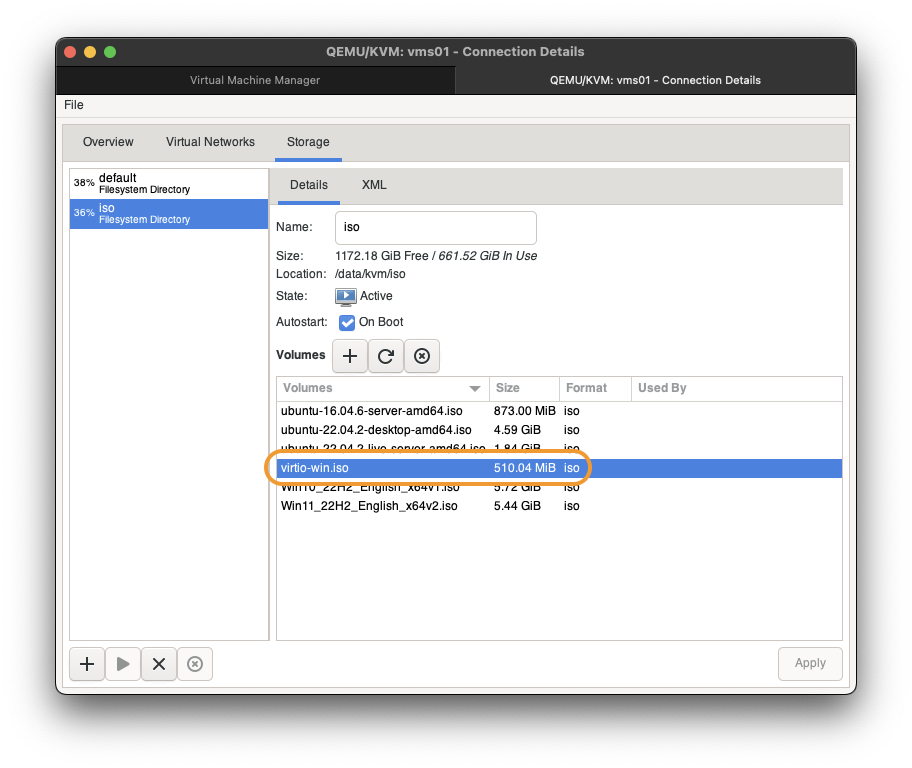 QEMU/KVM: vms01 - Connection Details
Virtual Machine Manager QEMU/KVM: vms01 - Connection Details
File
Overview Virtual Networks Storage
38% default
Filesystem Directory
36% iso
Filesystem Directory
Details XML
Name: iso
Size: 1172.18 GiB Free / 661.52 GiB In Use
Location: /data/kvm/iso
State: Active
Autostart: On Boot
Volumes
Volumes Size Format Used By
ubuntu-16.04.6-server-amd64.iso 873.00 MiB iso
ubuntu-22.04.2-desktop-amd64.iso 4.59 GiB iso
ubuntu-22.04.2-live-server-amd64.iso 1.84 GiB iso
virtio-win.iso 510.04 MiB iso
Win10_22H2_English_x64v1.iso 5.72 GiB iso
Win11_22H2_English_x64v2.iso 5.44 GiB iso
Apply